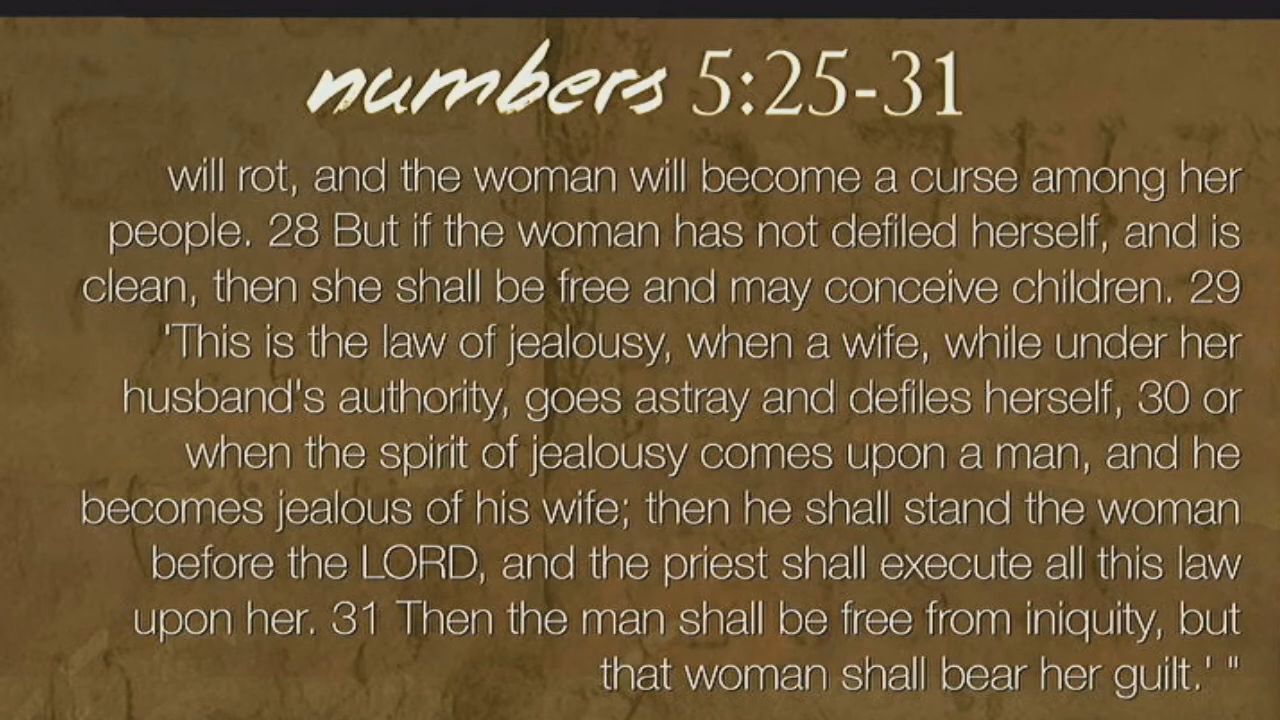 numbers 5:25-31
will rot, and the woman will become a curse among her
people. 28 But if the woman has not defiled herself, and is
clean, then she shall be free and may conceive children. 29
'This is the law of jealousy, when a wife, while under her
husband's authority, goes astray and defiles herself, 30 or
when the spirit of jealousy comes upon a man, and he
becomes jealous of his wife; then he shall stand the woman
before the LORD, and the priest shall execute all this law
upon her. 31 Then the man shall be free from iniquity, but
that woman shall bear her guilt.' "